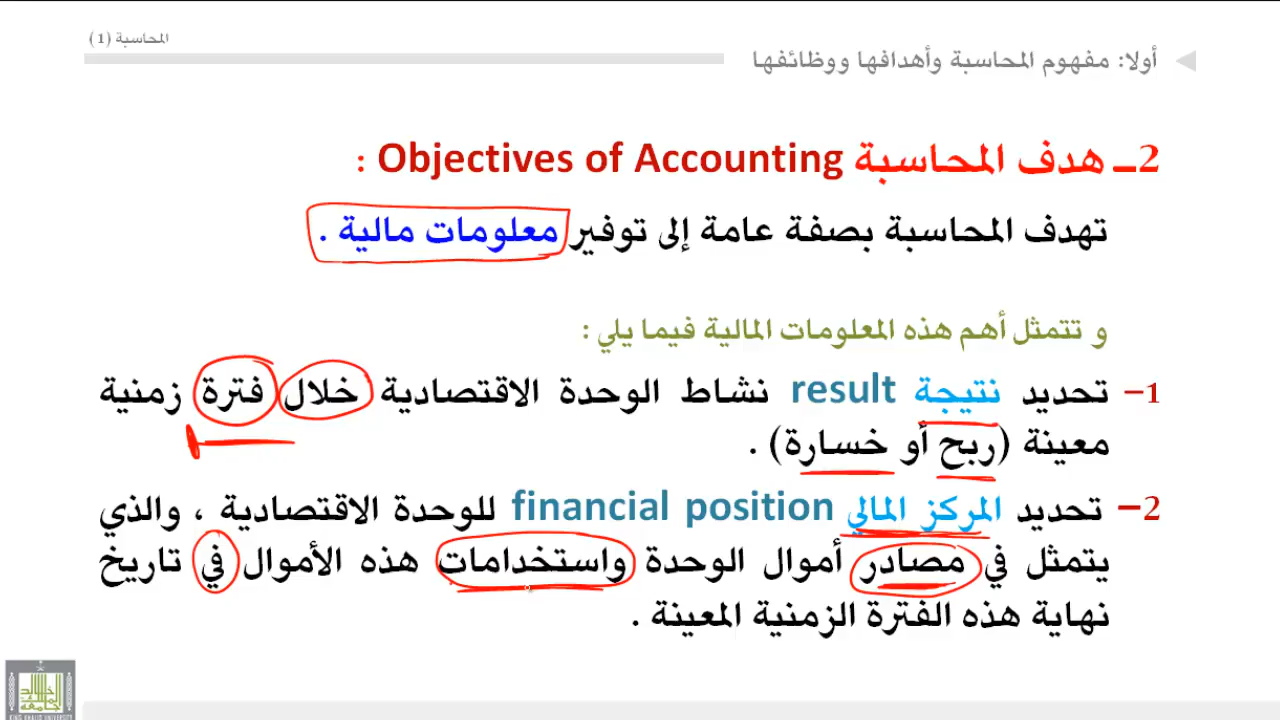 المحاسبة (1)
أولا: مفهوم المحاسبة وأهدافها ووظائفها
2ـ هدف المحاسبة Objectives of Accounting :
تهدف المحاسبة بصفة عامة إلى توفير معلومات مالية .
و تتمثل أهم هذه المعلومات المالية فيما يلي :
1– تحديد نتيجة result نشاط الوحدة الاقتصادية خلال فترة زمنية
معينة (ربح أو خسارة) .
2– تحديد المركز المالي financial position للوحدة الاقتصادية ، والذي
يتمثل في مصادر أموال الوحدة واستخدامات هذه الأموال في تاريخ
نهاية هذه الفترة الزمنية المعينة .
KING KHALID UNIVERSITY